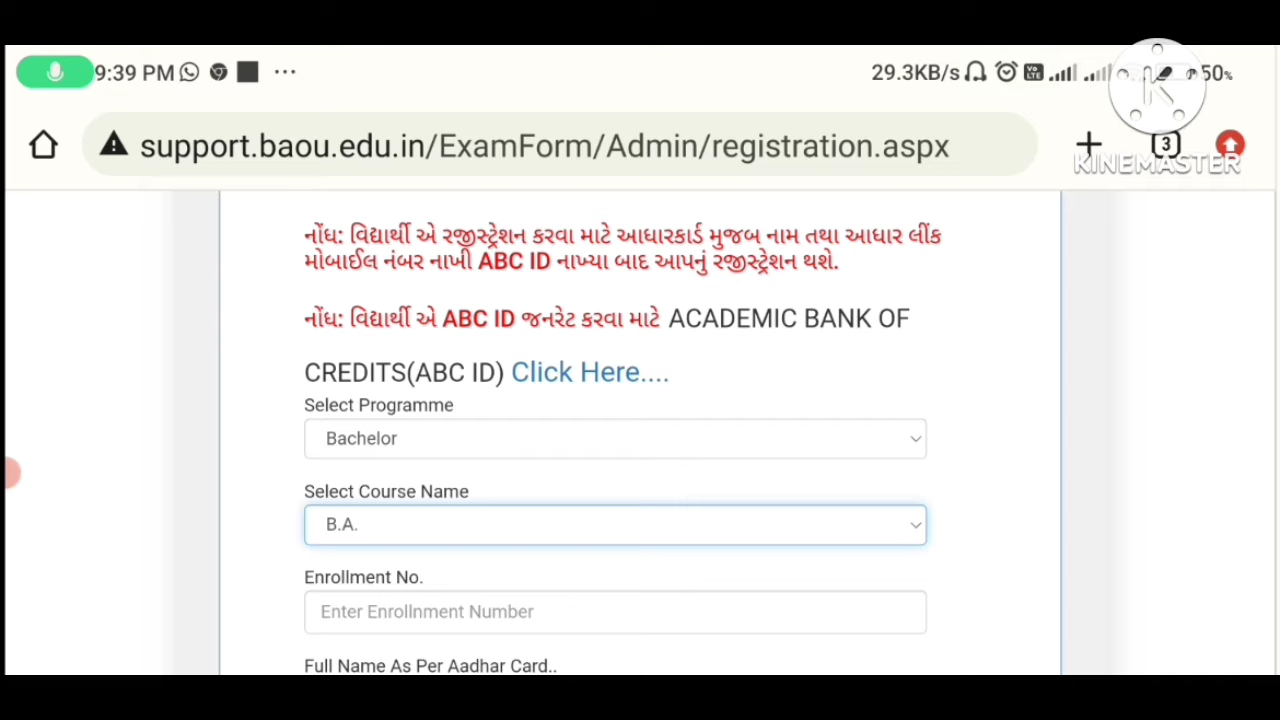 9:39 PM ... 29.3KB/s 50%
support.baou.edu.in/ExamForm/Admin/registration.aspx 3
KINEMASTER
નોંધ: વિદ્યાર્થી એ રજીસ્ટ્રેશન કરવા માટે આધારકાર્ડ મુજબ નામ તથા આધાર લીંક
મોબાઈલ નંબર નાખી ABC ID નાખ્યા બાદ આપનું રજીસ્ટ્રેશન થશે.
નોંધ: વિદ્યાર્થી એ ABC ID જનરેટ કરવા માટે ACADEMIC BANK OF
CREDITS(ABC ID) Click Here....
Select Programme
Bachelor
Select Course Name
B.A.
Enrollment No.
Enter Enrollnment Number
Full Name As Per Aadhar Card..